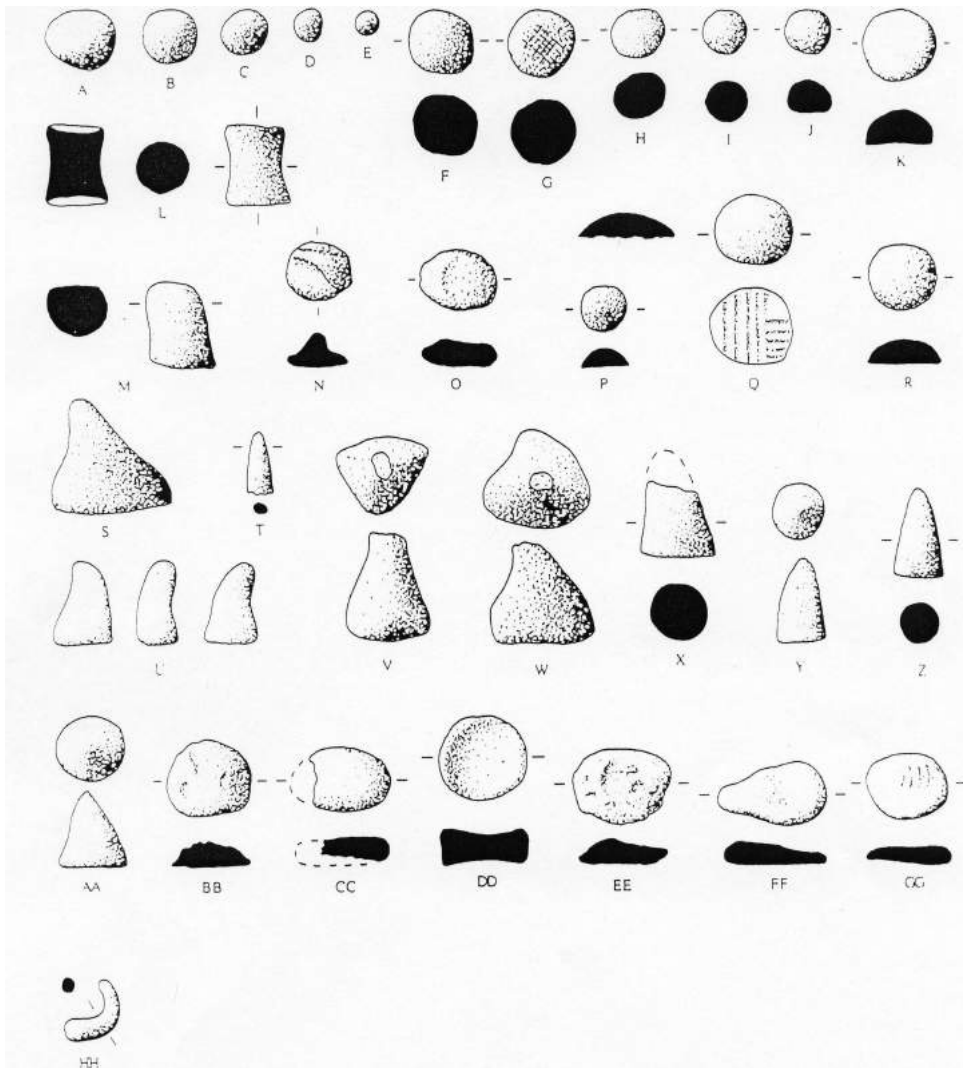 A B C D E
F G H I J K
L
M N O P Q R
S T
U V W X Y Z
AA BB CC DD EE FF GG
HH